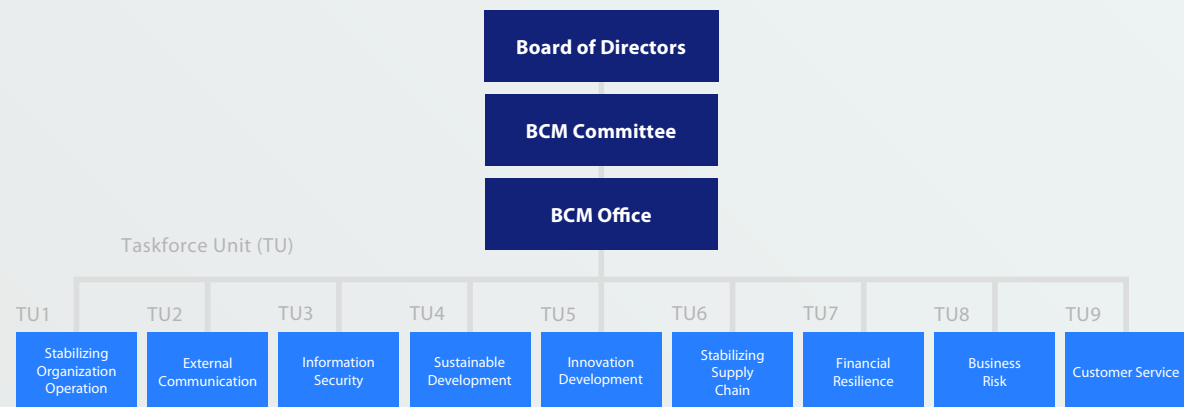 Board of Directors
BCM Committee
BCM Office
Taskforce Unit (TU)
TU1
TU2
TU3
TU4
TU5
TU6
TU7
TU8
TU9
Stabilizing
Organization
Operation
External
Communication
Information
Security
Sustainable
Development
Innovation
Development
Stabilizing
Supply
Chain
Financial
Resilience
Business
Risk
Customer Service